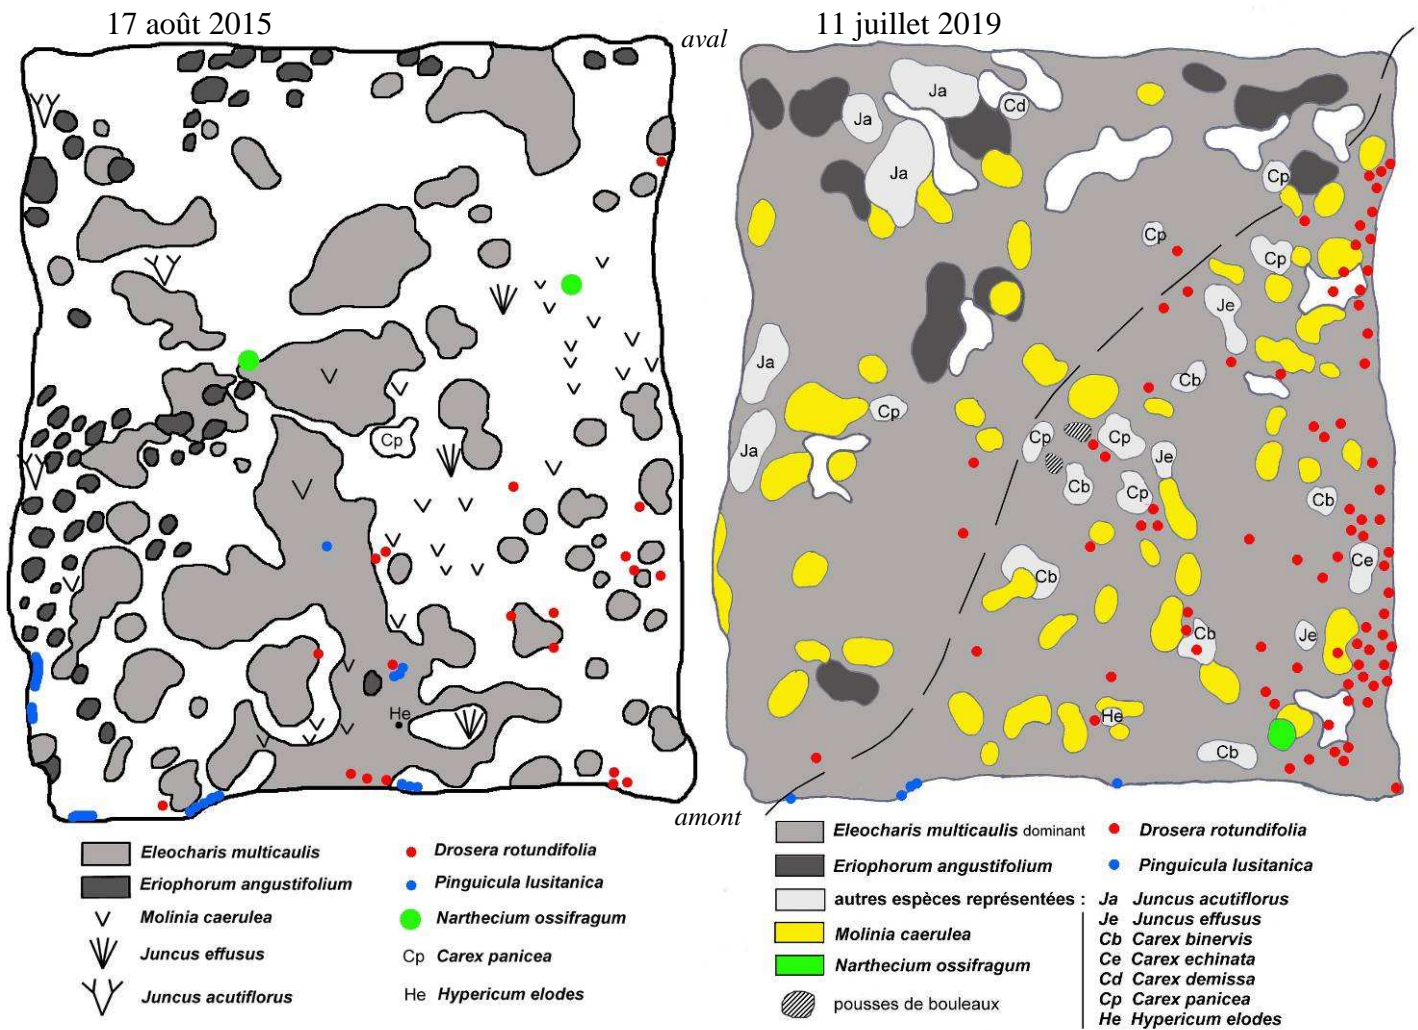 17 août 2015
11 juillet 2019
aval
amont
Cp
He
Ja
Cd
Ja
Ja
Cp
Cp
Cp
Je
Ja
Cb
Cp
Cp
Cp
Ja
Je
Cb
Cp
Cb
Ce
Cb
Cb
Je
He
Cb
Eleocharis multicaulis
Eriophorum angustifolium
Molinia caerulea
Juncus effusus
Juncus acutiflorus
Drosera rotundifolia
Pinguicula lusitanica
Narthecium ossifragum
Cp Carex panicea
He Hypericum elodes
Eleocharis multicaulis dominant
Eriophorum angustifolium
autres espèces représentées :
Molinia caerulea
Narthecium ossifragum
pousses de bouleaux
Drosera rotundifolia
Pinguicula lusitanica
Ja Juncus acutiflorus
Je Juncus effusus
Cb Carex binervis
Ce Carex echinata
Cd Carex demissa
Cp Carex panicea
He Hypericum elodes